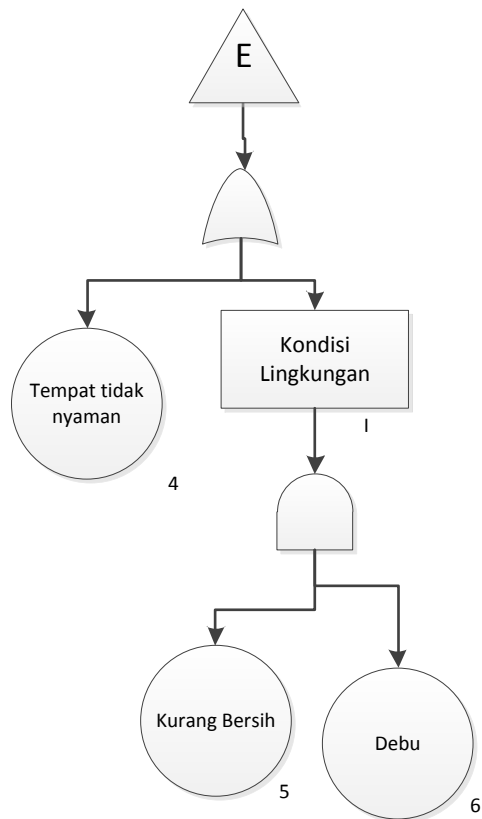 E
Kondisi
Lingkungan
I
Tempat tidak
nyaman
4
Kurang Bersih
5
Debu
6